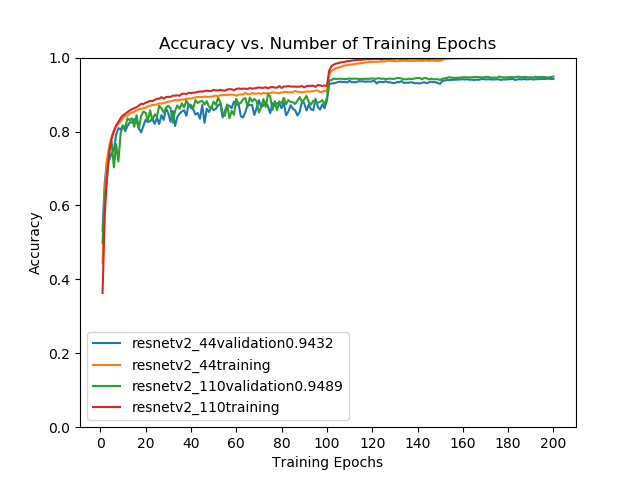 Accuracy vs. Number of Training Epochs
1.0
0.8
0.6
0.4
0.2
0.0
Accuracy
resnetv2_44validation0.9432
resnetv2_44training
resnetv2_110validation0.9489
resnetv2_110training
0 20 40 60 80 100 120 140 160 180 200
Training Epochs